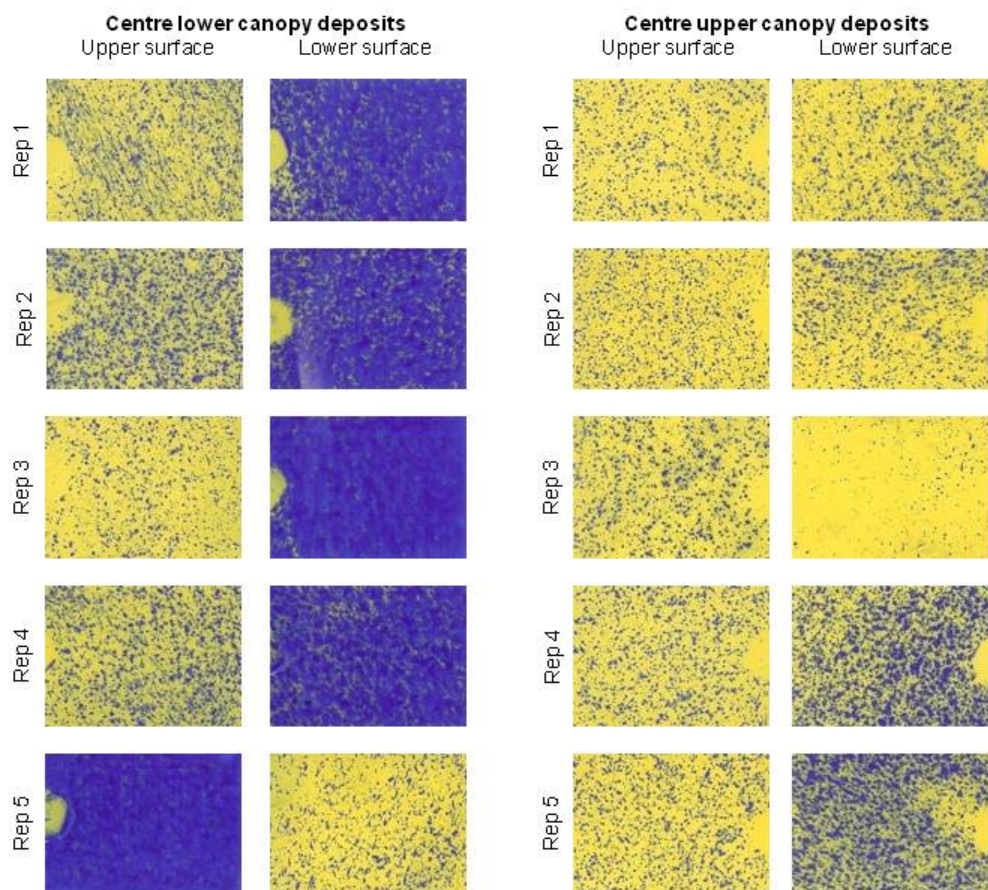 Centre lower canopy deposits
Upper surface Lower surface
Rep 1
Rep 2
Rep 3
Rep 4
Rep 5
Centre upper canopy deposits
Upper surface Lower surface
Rep 1
Rep 2
Rep 3
Rep 4
Rep 5